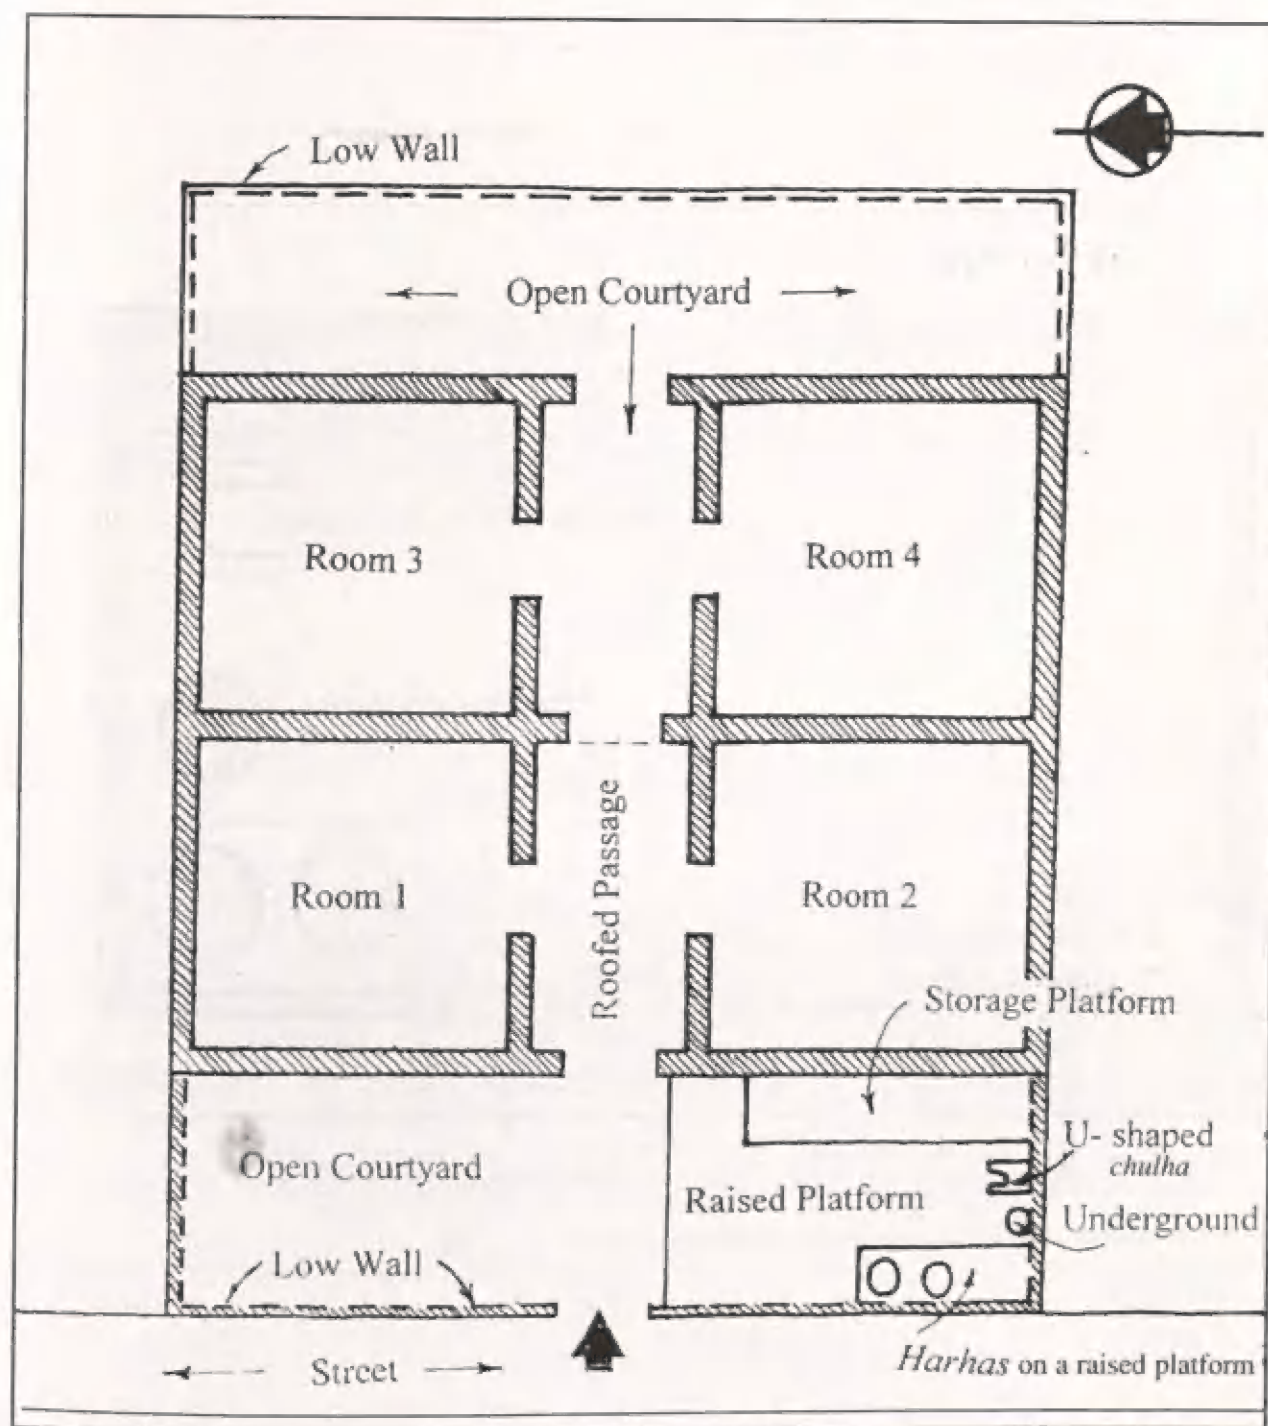 Low Wall
Open Courtyard
Room 3
Room 4
Roofed Passage
Room 1
Room 2
Storage Platform
U- shaped
chulha
Open Courtyard
Raised Platform
Underground
Low Wall
Harhas on a raised platform
Street